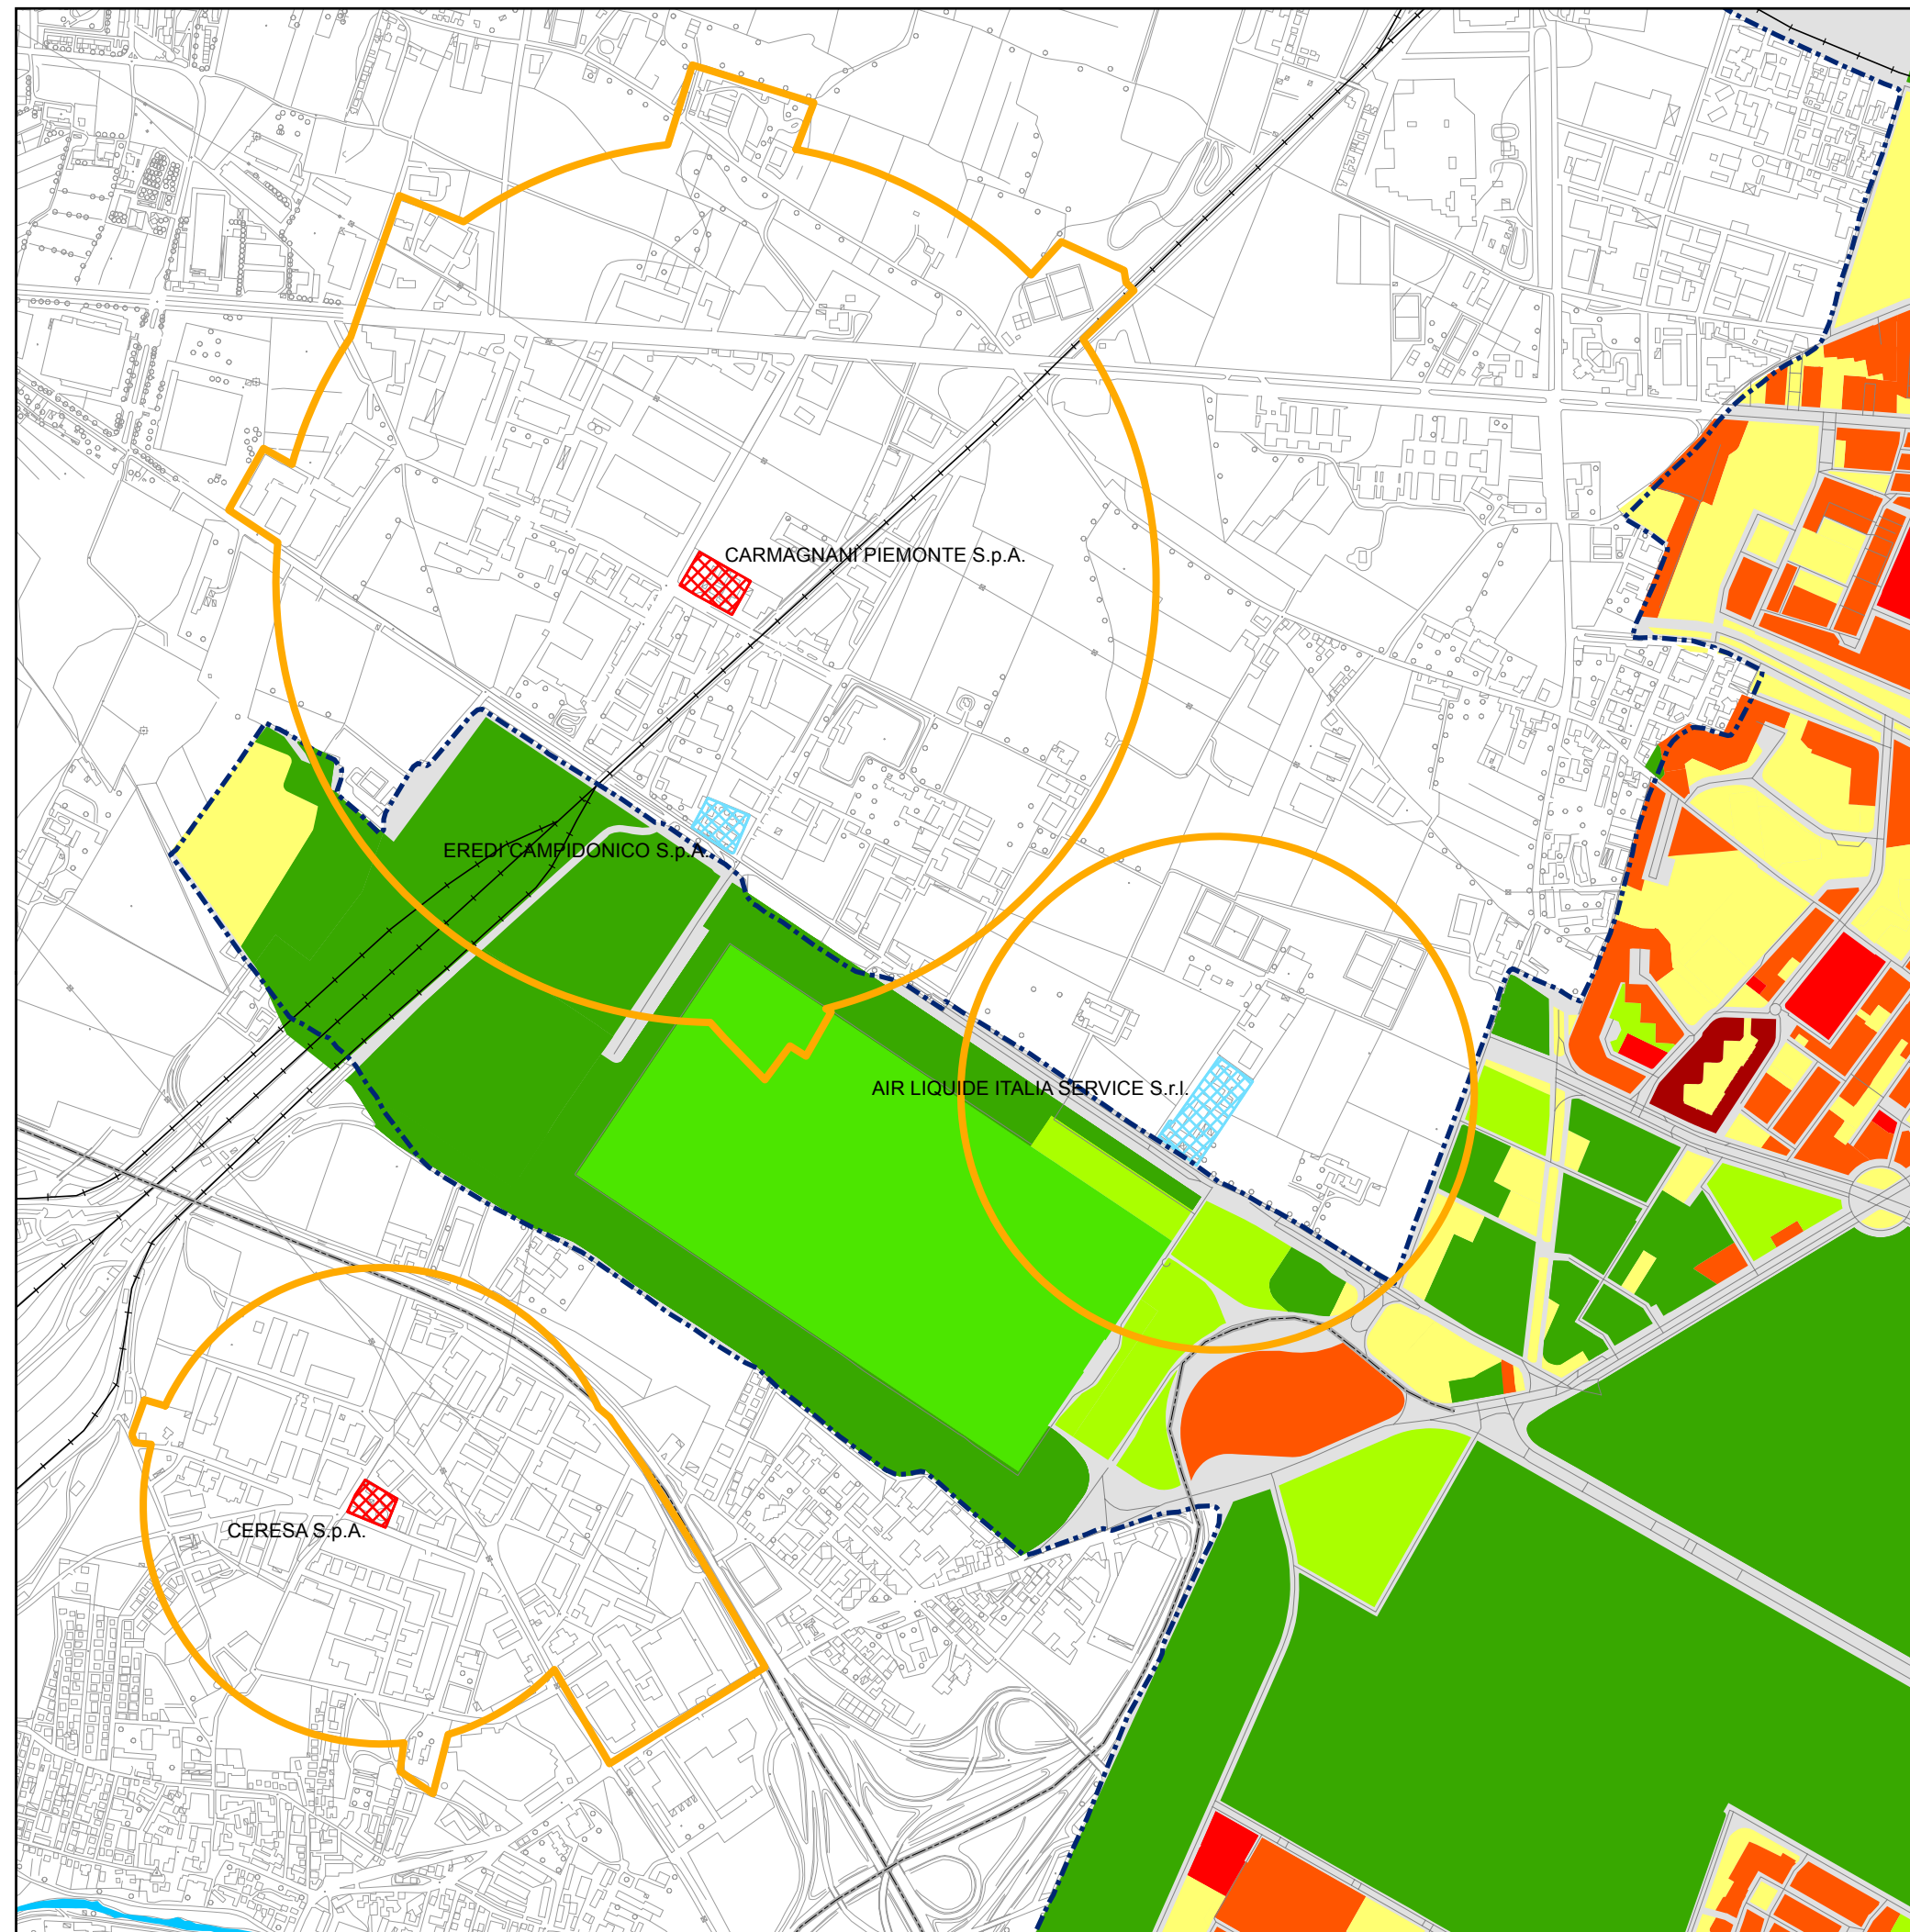 CARMAGNANI PIEMONTE S.p.A.
EREDI CAMPIDONICO S.p.A.
AIR LIQUIDE ITALIA SERVICE S.r.l.
CERESA S.p.A.